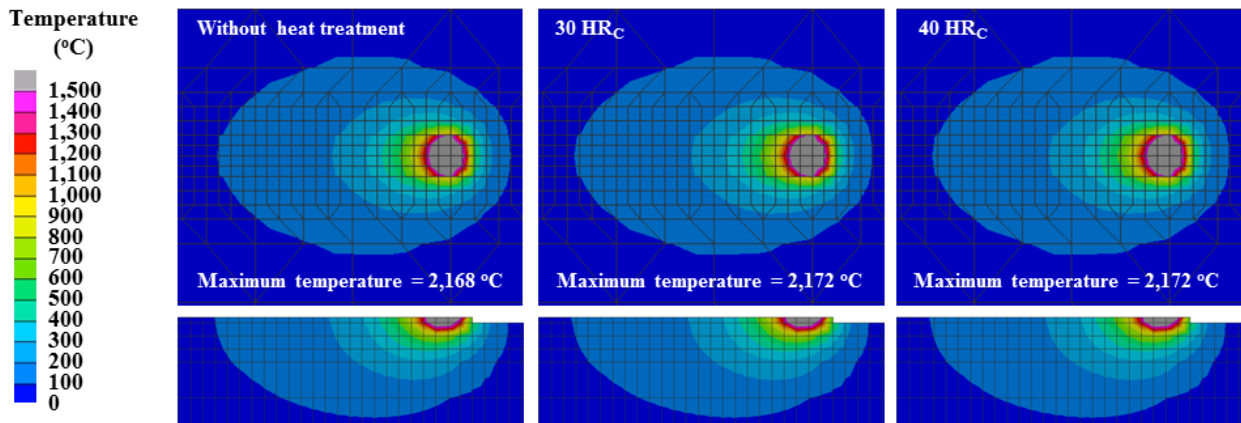 Temperature
(°C)
1,500
1,400
1,300
1,200
1,100
1,000
900
800
700
600
500
400
300
200
100
0
Without heat treatment
Maximum temperature = 2,168 °C
30 HRC
Maximum temperature = 2,172 °C
40 HRC
Maximum temperature = 2,172 °C